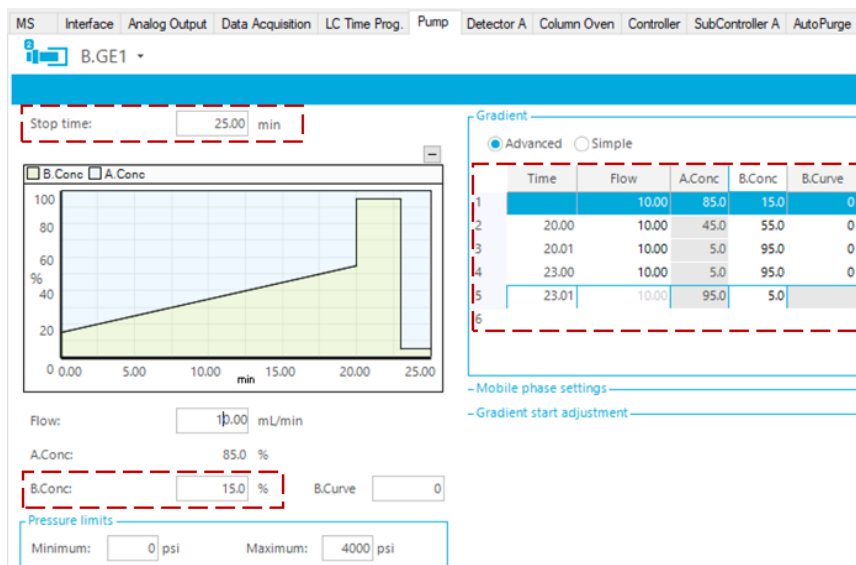 MS Interface Analog Output Data Acquisition LC Time Prog. Pump Detector A Column Oven Controller SubController A AutoPurge
2
B.GE1
Stop time: 25.00 min
B.Conc A.Conc
100
80
60
%
40
20
0 0.00 5.00 10.00 min 15.00 20.00 25.00
Flow: 10.00 mL/min
A.Conc: 85.0 %
B.Conc: 15.0 % B.Curve 0
Pressure limits
Minimum: 0 psi Maximum: 4000 psi
Gradient
Advanced Simple
Time Flow A.Conc B.Conc B.Curve
1 10.00 85.0 15.0 0
2 20.00 10.00 45.0 55.0 0
3 20.01 10.00 5.0 95.0 0
4 23.00 10.00 5.0 95.0 0
5 23.01 10.00 95.0 5.0
6
Mobile phase settings
Gradient start adjustment